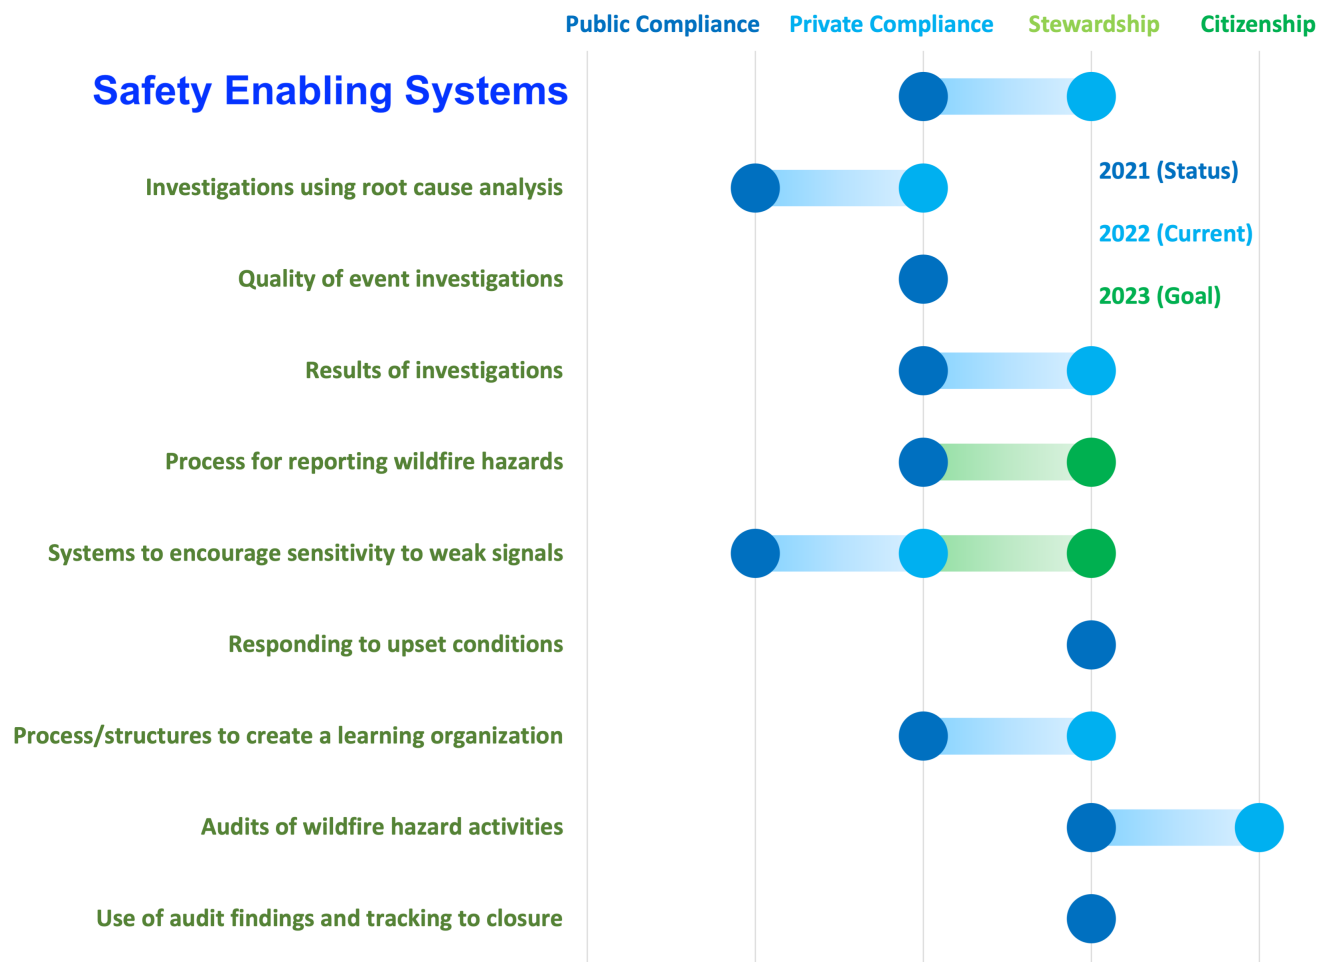 Public Compliance Private Compliance Stewardship Citizenship
Safety Enabling Systems
Investigations using root cause analysis
2021 (Status)
2022 (Current)
Quality of event investigations
2023 (Goal)
Results of investigations
Process for reporting wildfire hazards
Systems to encourage sensitivity to weak signals
Responding to upset conditions
Process/structures to create a learning organization
Audits of wildfire hazard activities
Use of audit findings and tracking to closure